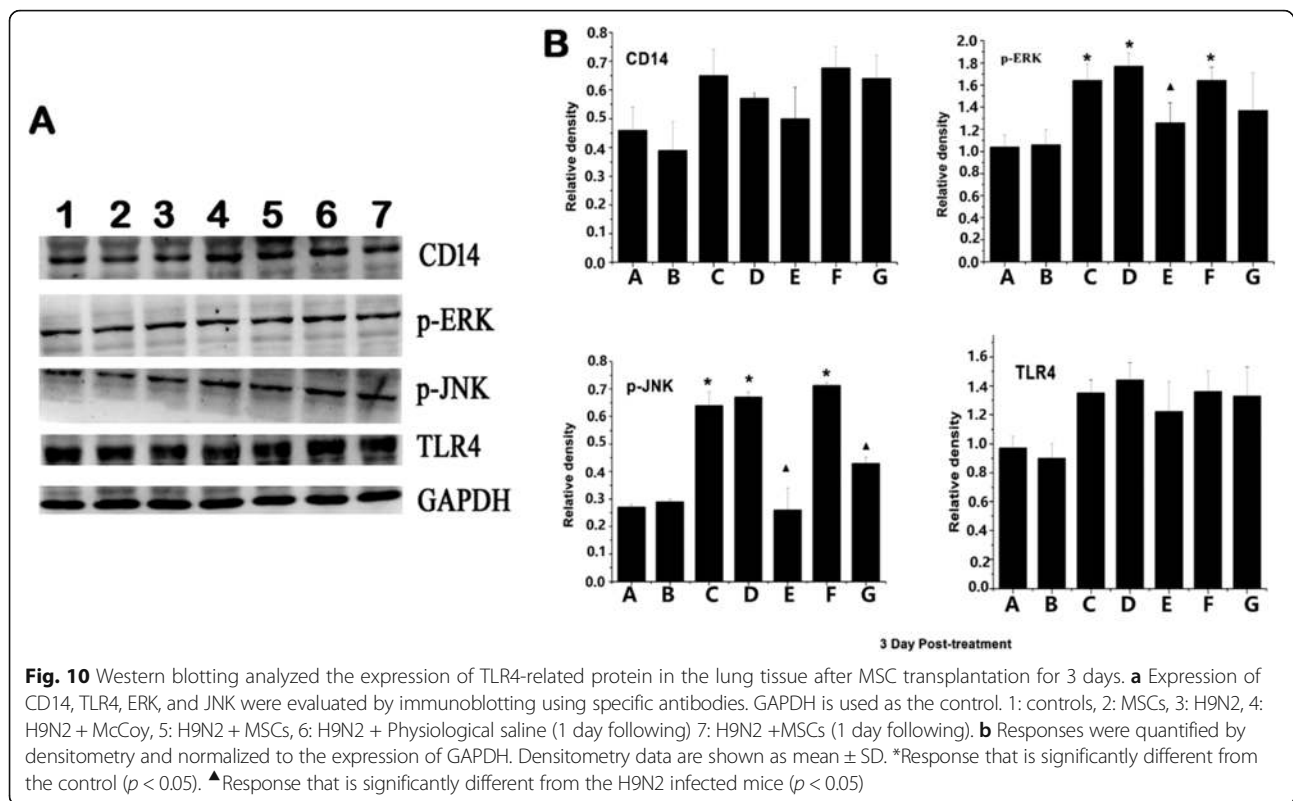 A
1 2 3 4 5 6 7
CD14
p-ERK
p-JNK
TLR4
GAPDH
B
CD14
Relative density
0.8
0.7
0.6
0.5
0.4
0.3
0.2
0.1
0.0
A B C D E F G
p-ERK
Relative density
2.0
1.8
1.6
1.4
1.2
1.0
0.8
0.6
0.4
0.2
0.0
* * ▲ *
A B C D E F G
p-JNK
Relative density
0.8
0.7
0.6
0.5
0.4
0.3
0.2
0.1
0.0
* * ▲ * ▲
A B C D E F G
TLR4
Relative density
1.6
1.4
1.2
1.0
0.8
0.6
0.4
0.2
0.0
A B C D E F G
3 Day Post-treatment
Fig. 10 Western blotting analyzed the expression of TLR4-related protein in the lung tissue after MSC transplantation for 3 days. a Expression of
CD14, TLR4, ERK, and JNK were evaluated by immunoblotting using specific antibodies. GAPDH is used as the control. 1: controls, 2: MSCs, 3: H9N2, 4:
H9N2 + McCoy, 5: H9N2 + MSCs, 6: H9N2 + Physiological saline (1 day following) 7: H9N2 +MSCs (1 day following). b Responses were quantified by
densitometry and normalized to the expression of GAPDH. Densitometry data are shown as mean ± SD. *Response that is significantly different from
the control (p < 0.05). ▲Response that is significantly different from the H9N2 infected mice (p < 0.05)